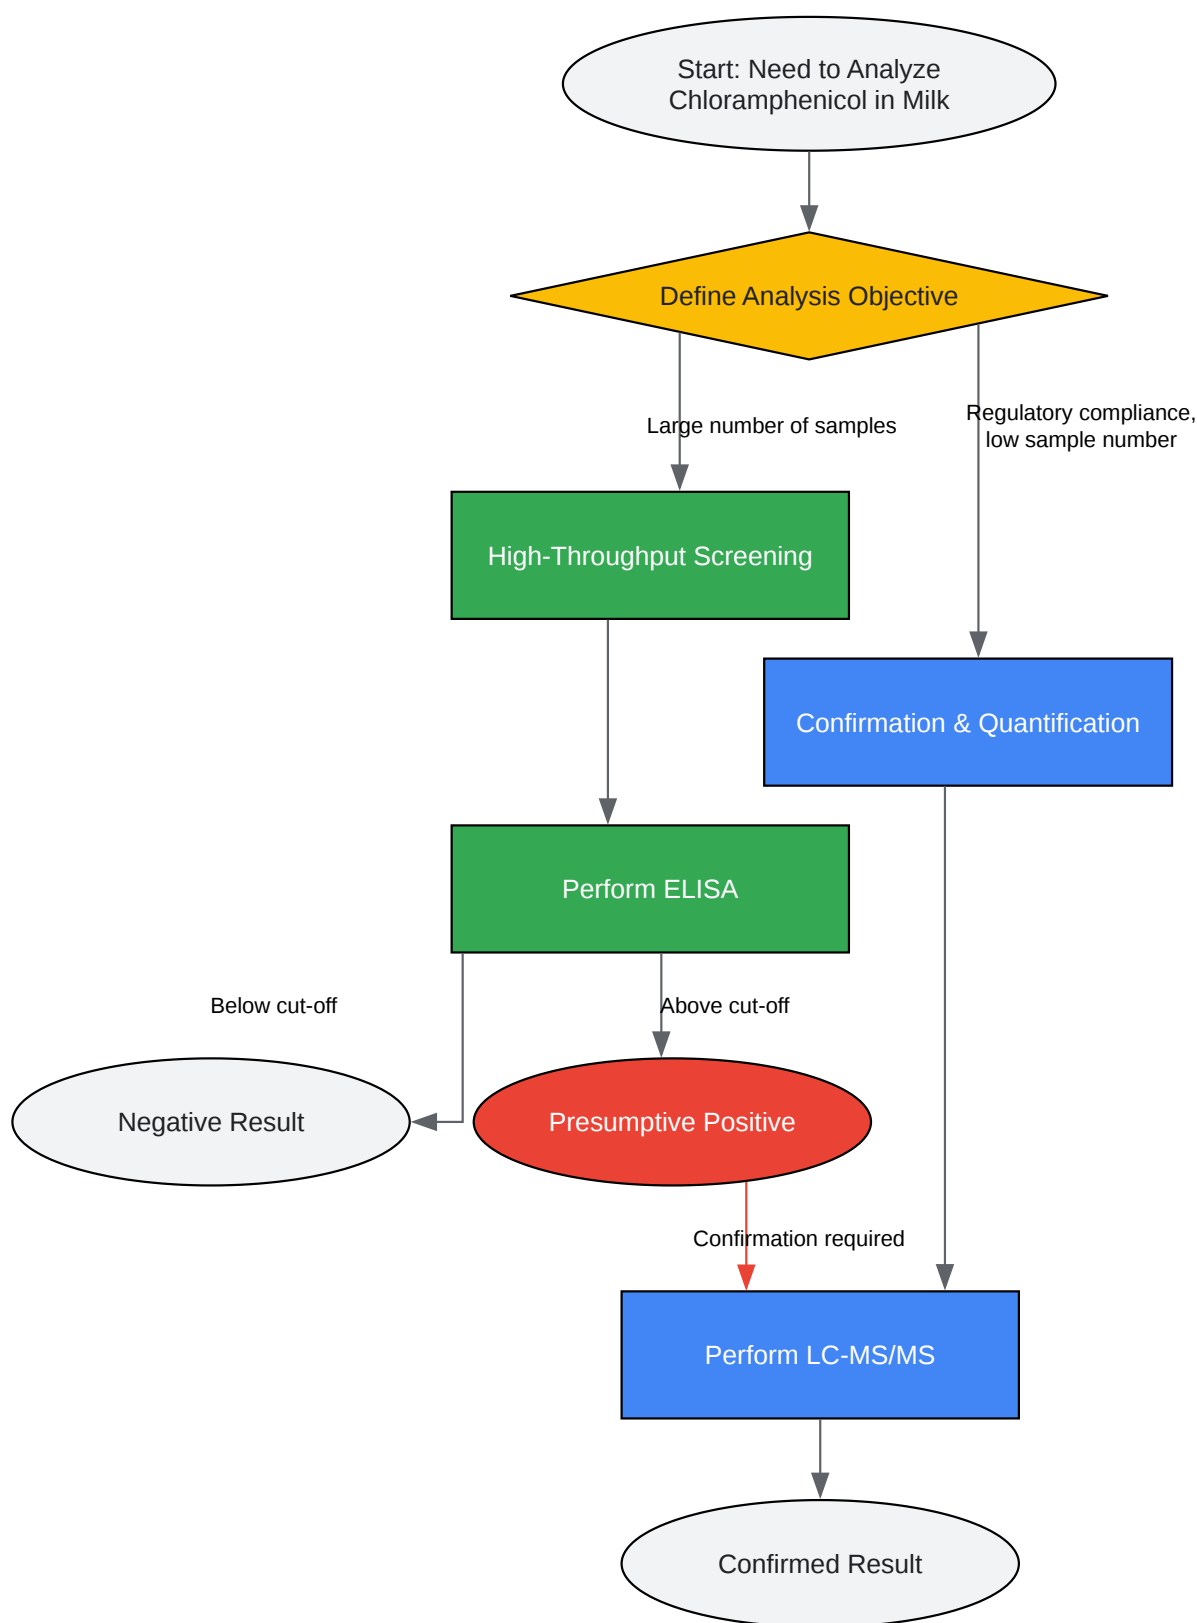 Start: Need to Analyze
Chloramphenicol in Milk
Define Analysis Objective
Large number of samples
Regulatory compliance,
low sample number
High-Throughput Screening
Confirmation & Quantification
Perform ELISA
Below cut-off
Above cut-off
Negative Result
Presumptive Positive
Confirmation required
Perform LC-MS/MS
Confirmed Result